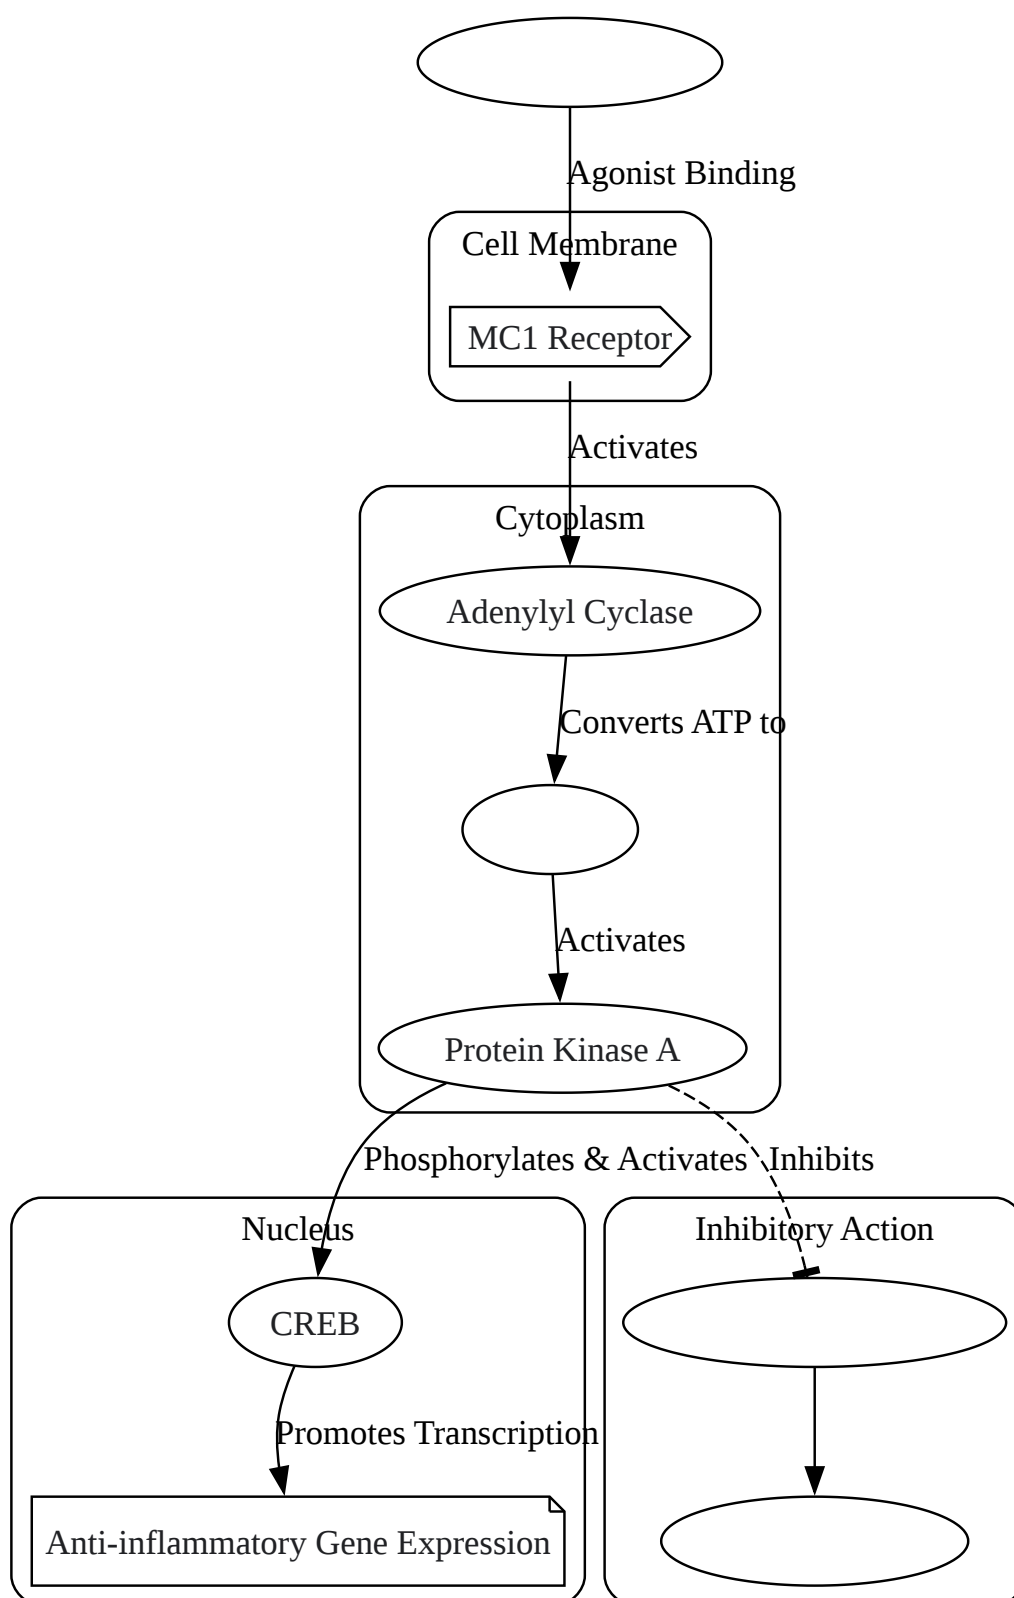 Agonist Binding
Cell Membrane
MC1 Receptor
Activates
Cytoplasm
Adenylyl Cyclase
Converts ATP to
Activates
Protein Kinase A
Phosphorylates & Activates
Inhibits
Nucleus
Inhibitory Action
CREB
Promotes Transcription
Anti-inflammatory Gene Expression